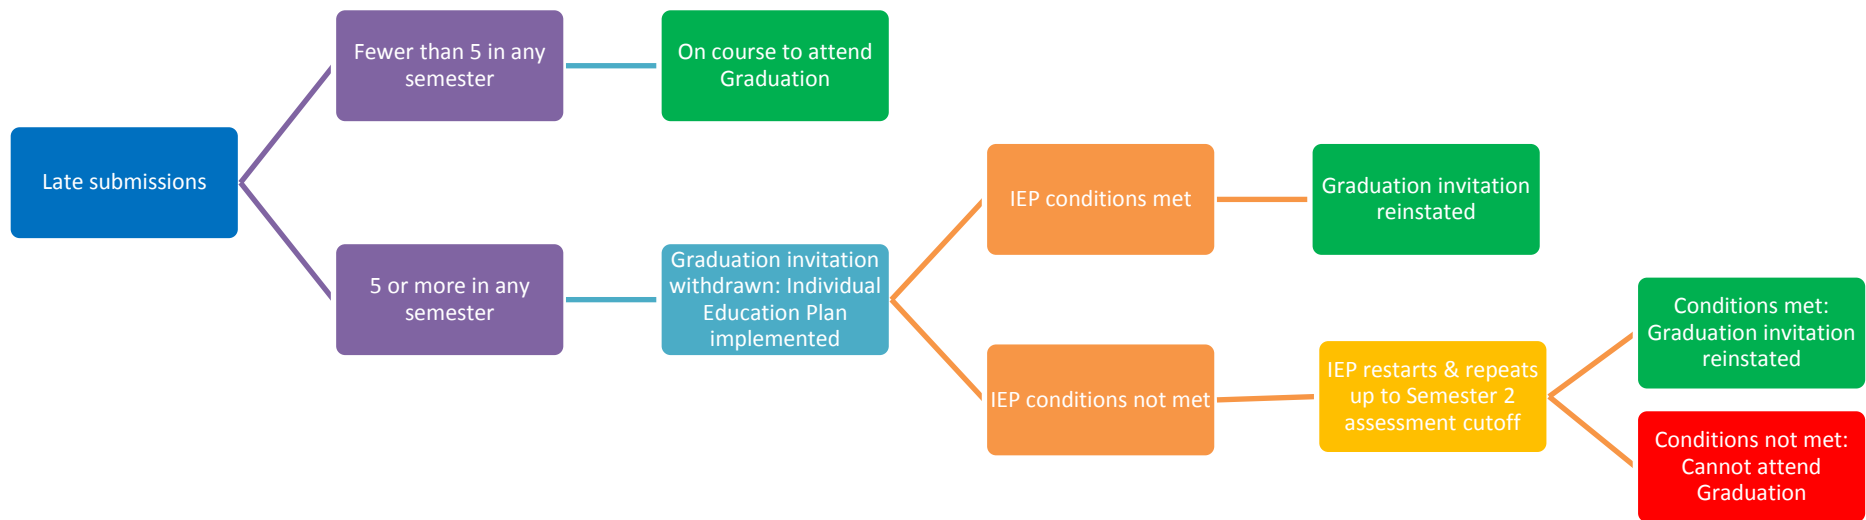 Late submissions
Fewer than 5 in any
semester
On course to attend
Graduation
5 or more in any
semester
Graduation invitation
withdrawn: Individual
Education Plan
implemented
IEP conditions met
Graduation invitation
reinstated
IEP conditions not met
IEP restarts & repeats
up to Semester 2
assessment cutoff
Conditions met:
Graduation invitation
reinstated
Conditions not met:
Cannot attend
Graduation